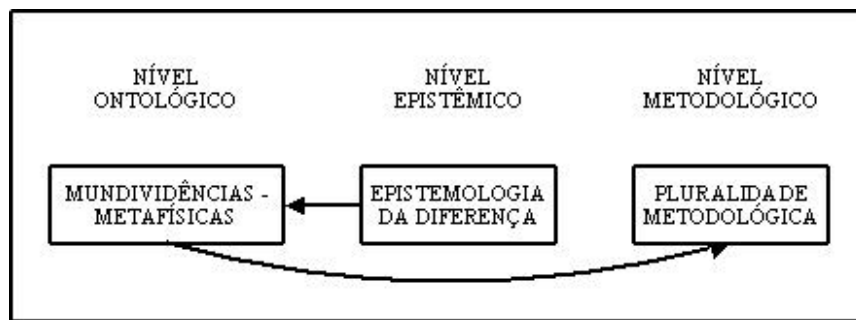 NÍVEL
ONTOLÓGICO
NÍVEL
EPISTÊMICO
NÍVEL
METODOLÓGICO
MUNDIVIDÊNCIAS -
METAFÍSICAS
EPISTEMOLOGIA
DA DIFERENÇA
PLURALIDADE
METODOLÓGICA